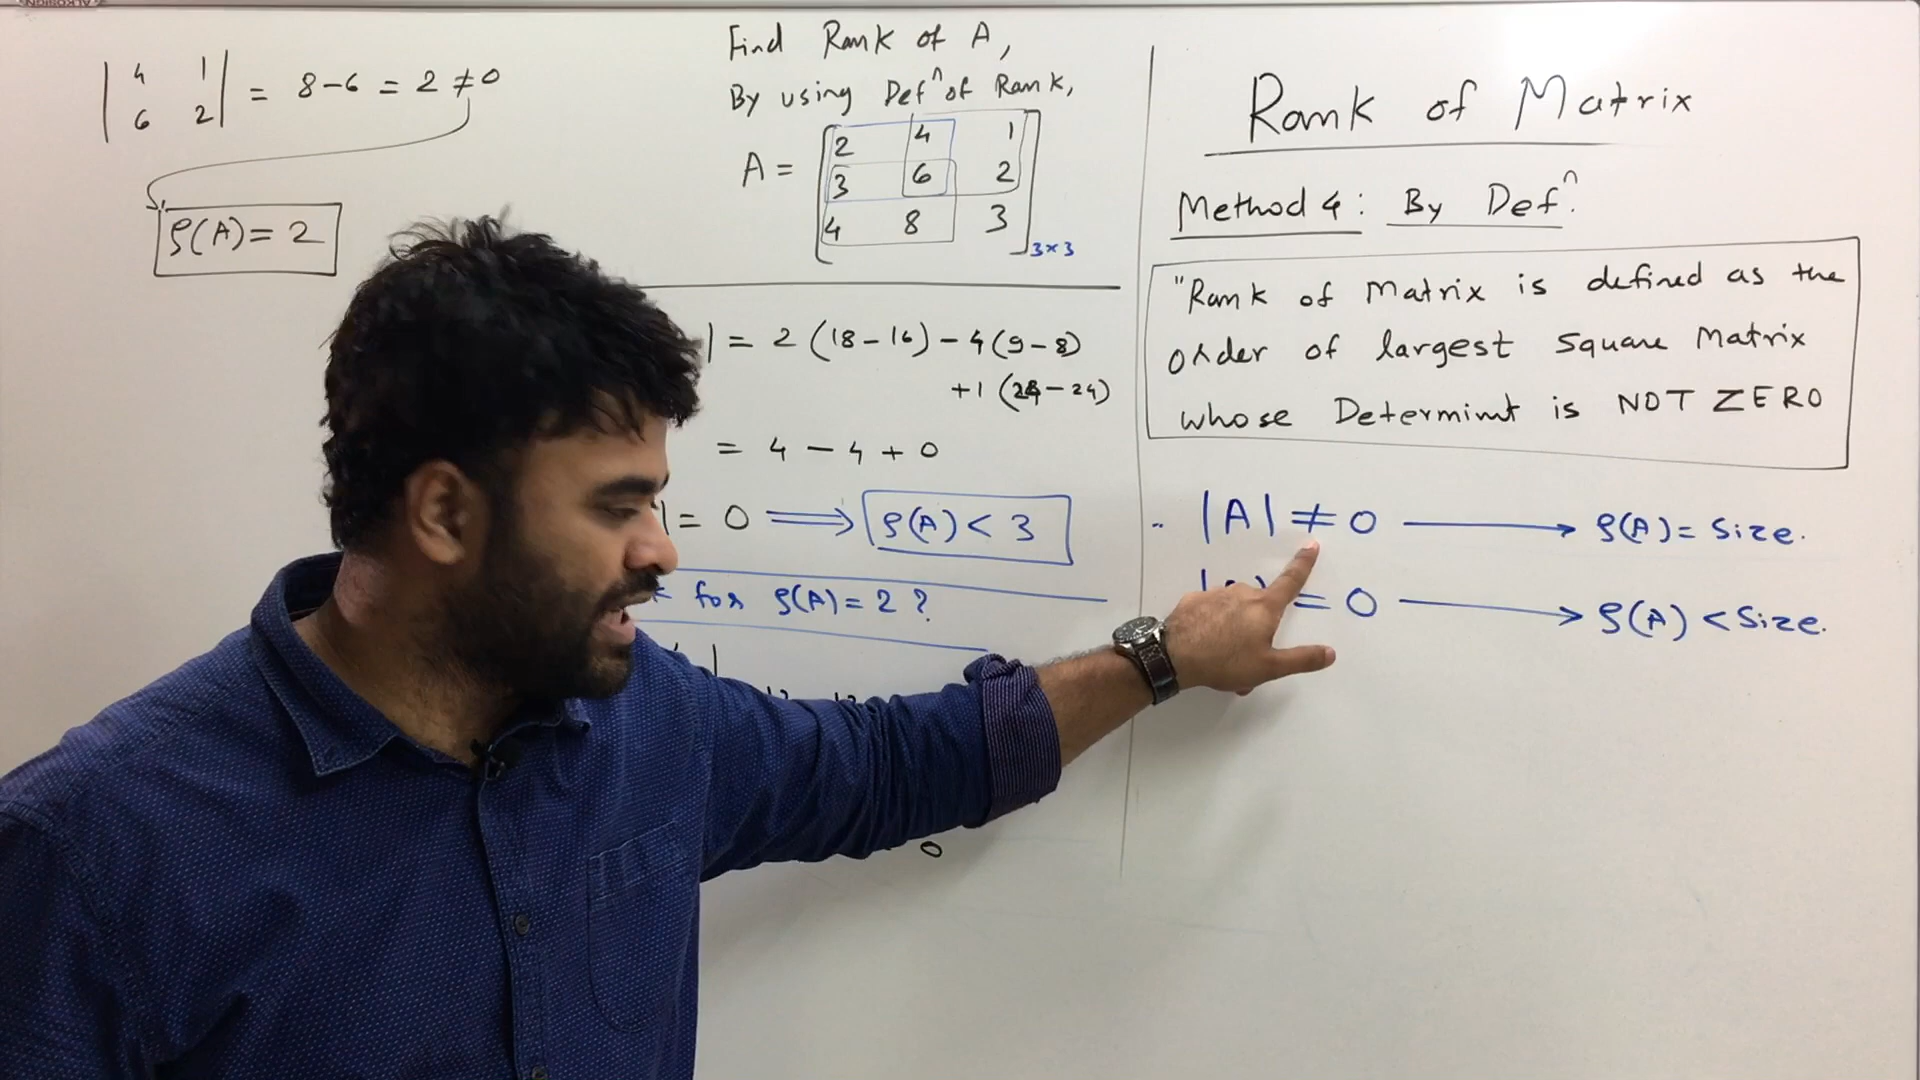 | 4 1 |
| 6 2 | = 8-6 = 2 ≠ 0
ρ(A) = 2
Find Rank of A,
By using Defⁿ of Rank,
A = [ 2 4 1
3 6 2
4 8 3 ] 3×3
| = 2 (18-16) - 4(9-8)
+1 (24-24)
= 4 - 4 + 0
| = 0 ⟹ ρ(A) < 3
for ρ(A) = 2 ?
0
Rank of Matrix
Method 4: By Defⁿ.
"Rank of Matrix is defined as the
order of largest square Matrix
whose Determint is NOT ZERO
|A| ≠ 0 → ρ(A) = Size.
= 0 → ρ(A) < Size.